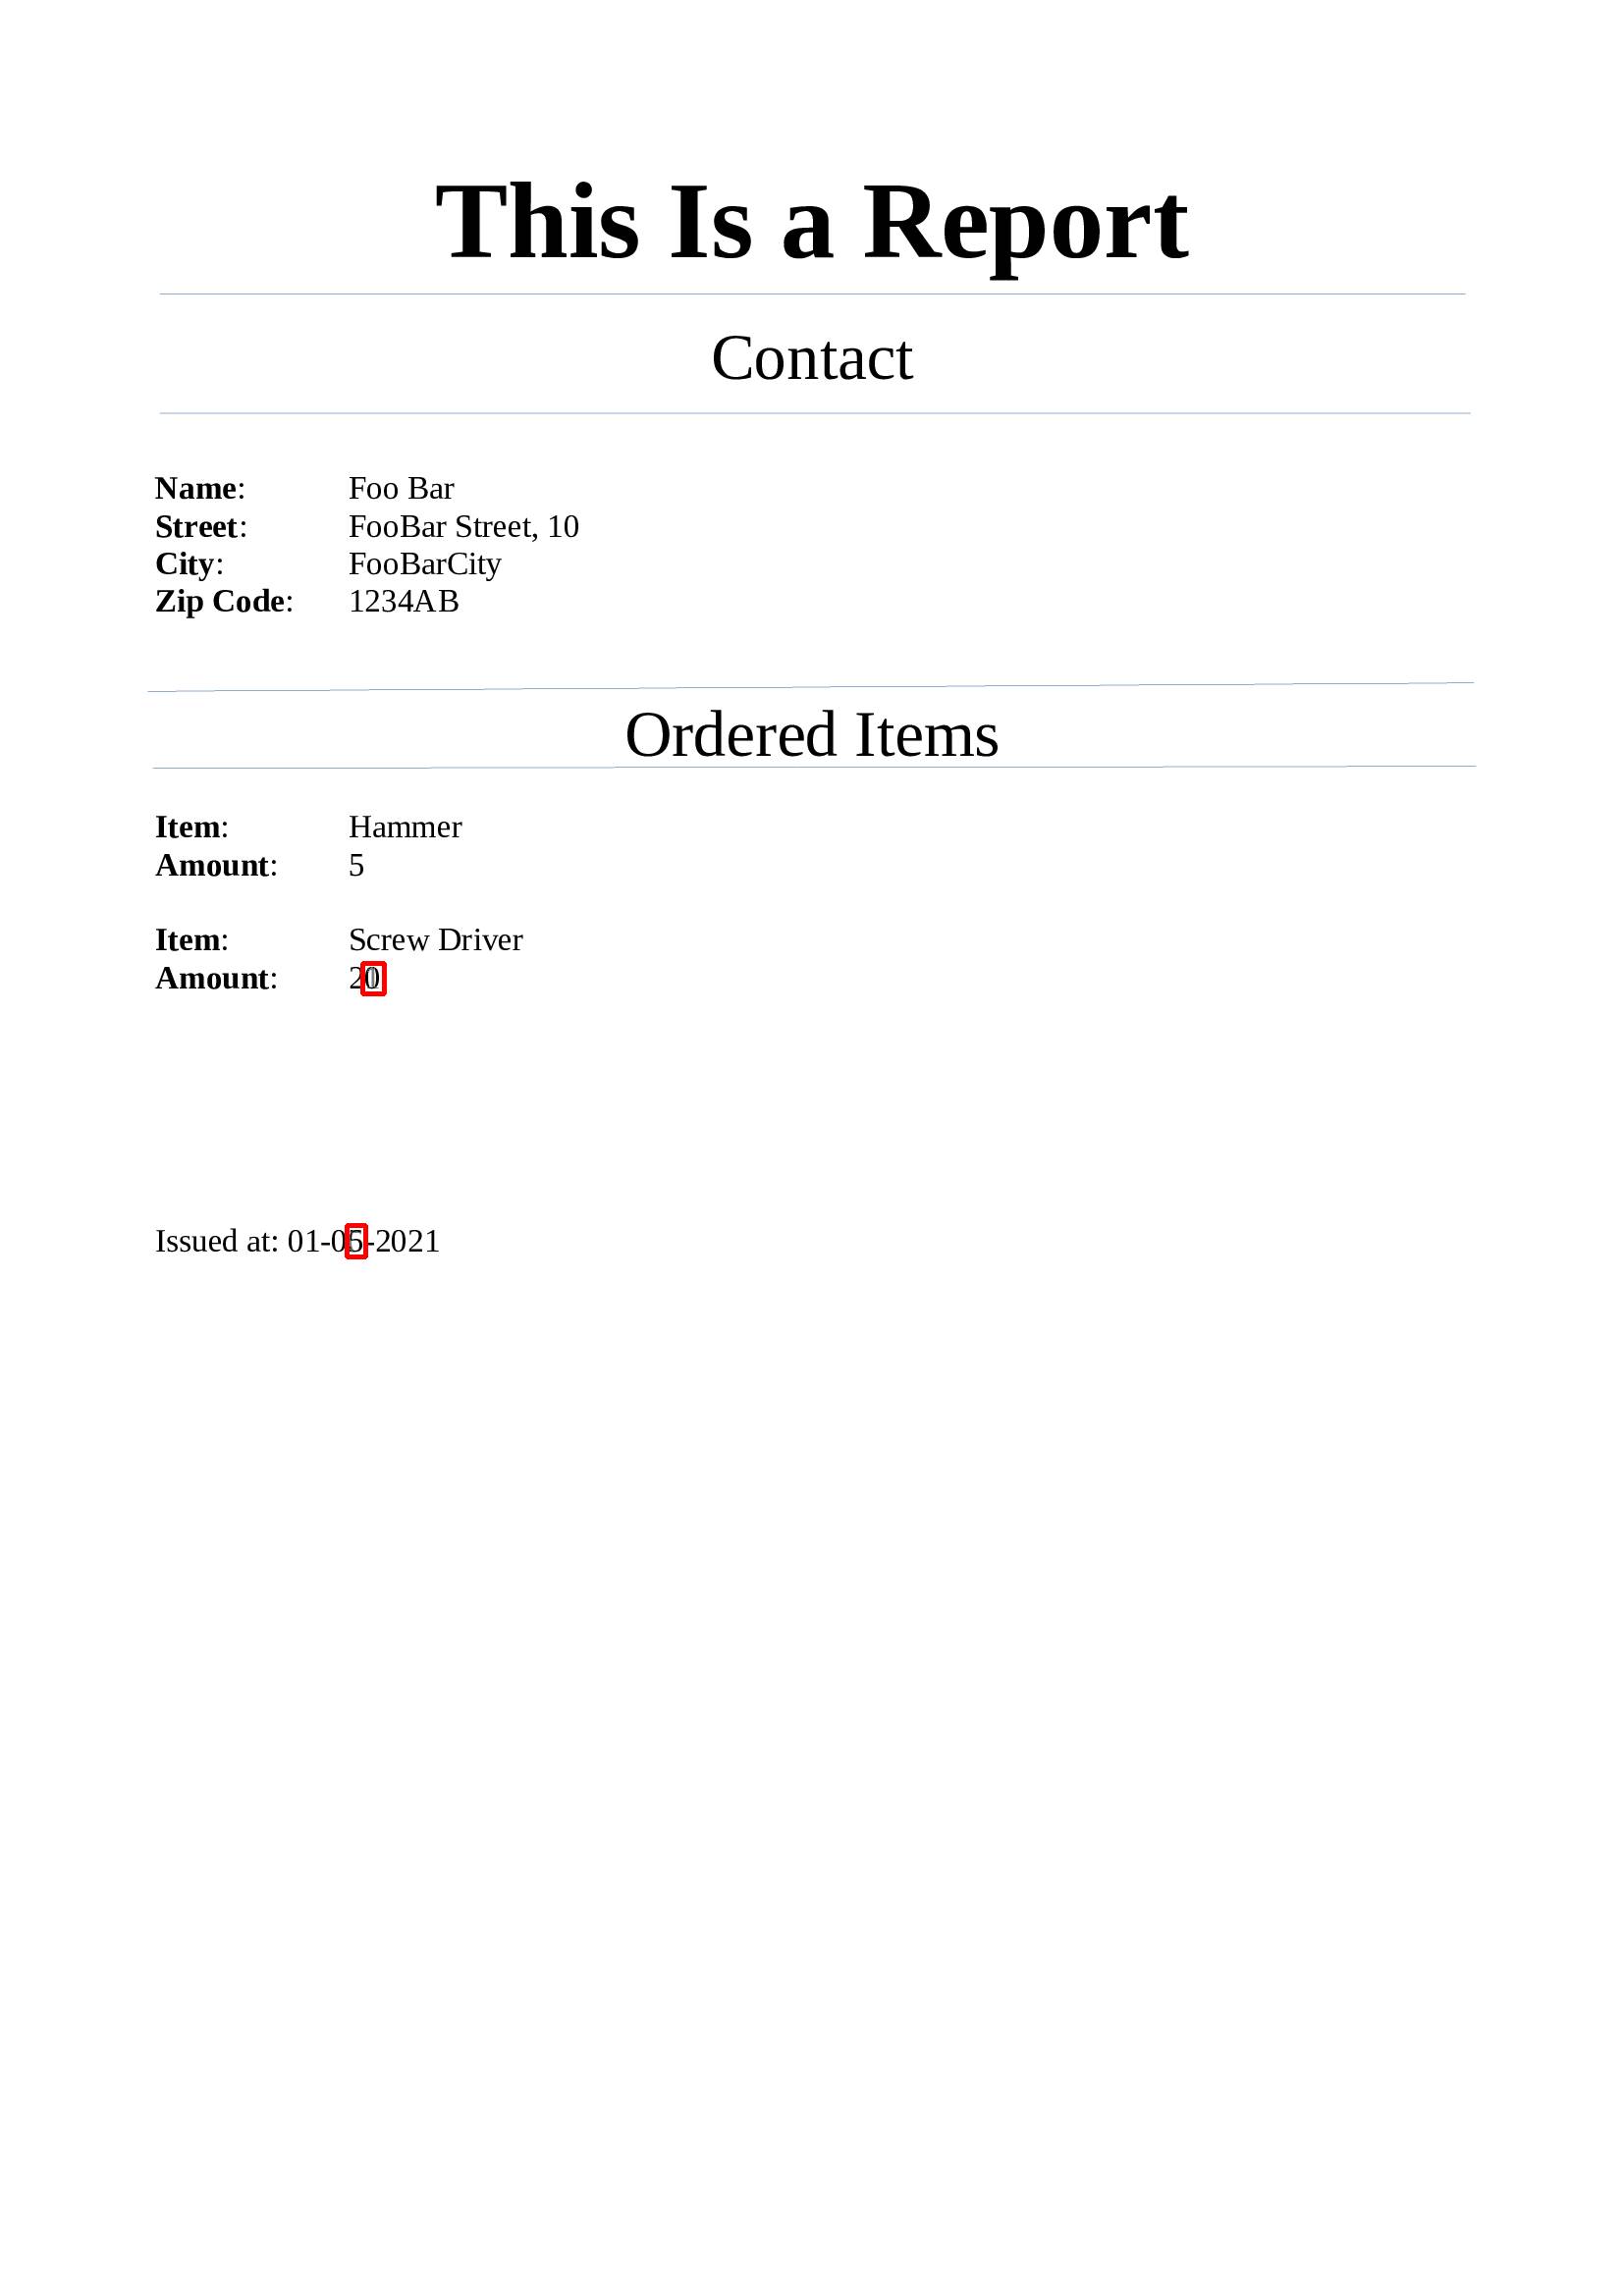 This Is a Report
Contact
Name: Foo Bar
Street: FooBar Street, 10
City: FooBarCity
Zip Code: 1234AB
Ordered Items
Item: Hammer
Amount: 5
Item: Screw Driver
Amount: 20
Issued at: 01-05-2021